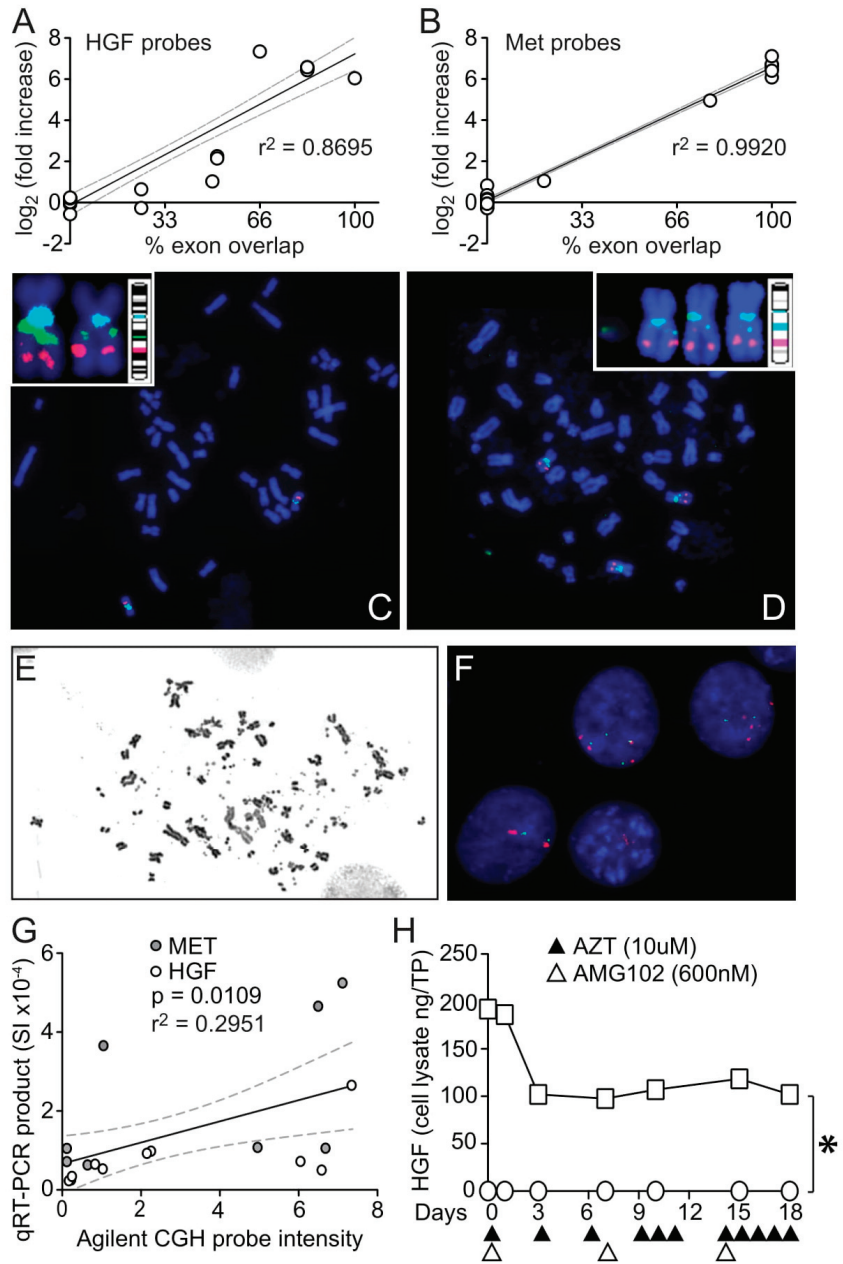 A
HGF probes
log2 (fold increase)
8
6
4
2
0
-2
33
66
100
r2 = 0.8695
% exon overlap
B
Met probes
log2 (fold increase)
8
6
4
2
0
-2
33
66
100
r2 = 0.9920
% exon overlap
C
D
E
F
G
MET
HGF
p = 0.0109
r2 = 0.2951
qRT-PCR product (SI x10-4)
6
4
2
0
0
2
4
6
8
Agilent CGH probe intensity
H
AZT (10uM)
AMG102 (600nM)
HGF (cell lysate ng/TP)
250
200
150
100
50
0
*
Days 0 3 6 9 12 15 18